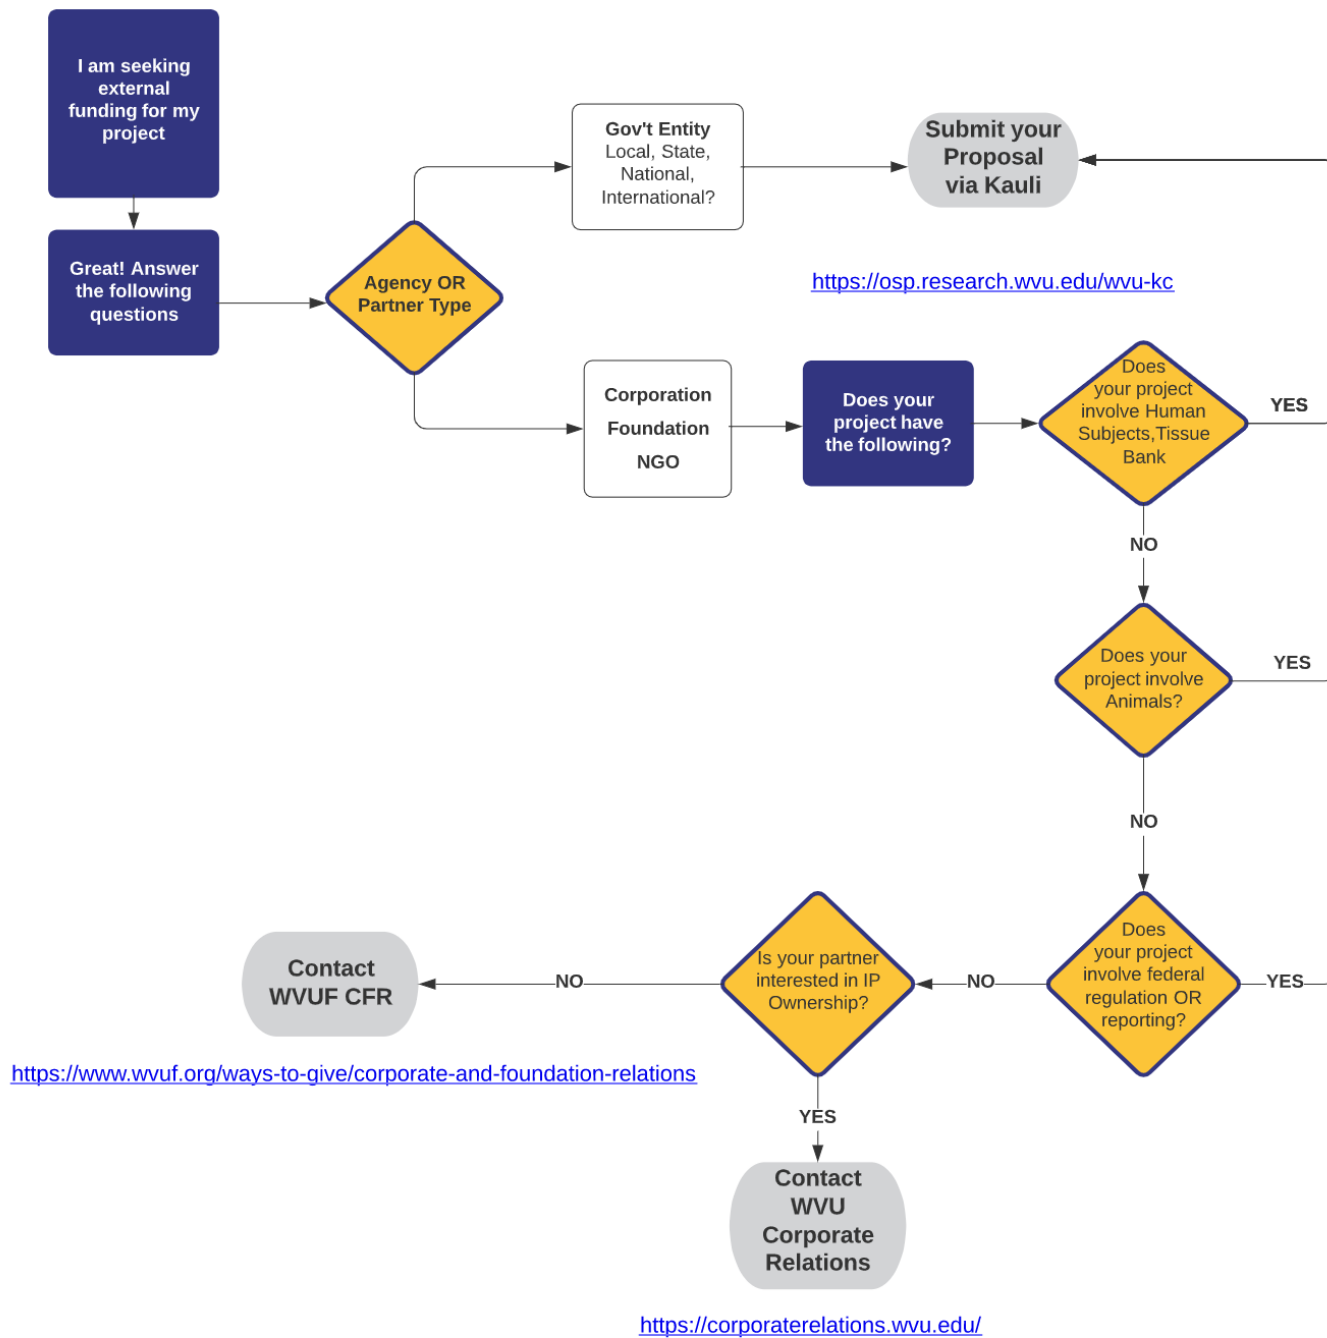 I am seeking
external
funding for my
project
Great! Answer
the following
questions
Agency OR
Partner Type
Gov't Entity
Local, State,
National,
International?
Submit your
Proposal
via Kauli
https://osp.research.wvu.edu/wvu-kc
Corporation
Foundation
NGO
Does your
project have
the following?
Does
your project
involve Human
Subjects,Tissue
Bank
YES
NO
Does your
project involve
Animals?
YES
NO
Does
your project
involve federal
regulation OR
reporting?
YES
NO
Is your partner
interested in IP
Ownership?
NO
Contact
WVUF CFR
https://www.wvuf.org/ways-to-give/corporate-and-foundation-relations
YES
Contact
WVU
Corporate
Relations
https://corporaterelations.wvu.edu/